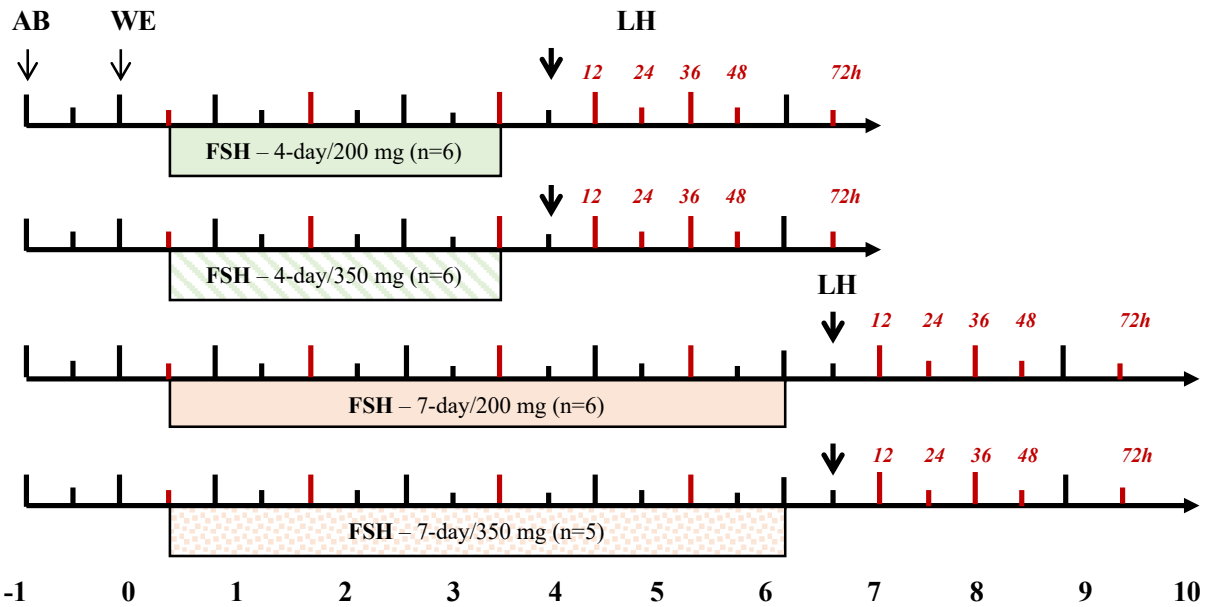 AB WE LH
12 24 36 48 72h
FSH – 4-day/200 mg (n=6)
12 24 36 48 72h
FSH – 4-day/350 mg (n=6)
LH
12 24 36 48 72h
FSH – 7-day/200 mg (n=6)
12 24 36 48 72h
FSH – 7-day/350 mg (n=5)
-1 0 1 2 3 4 5 6 7 8 9 10